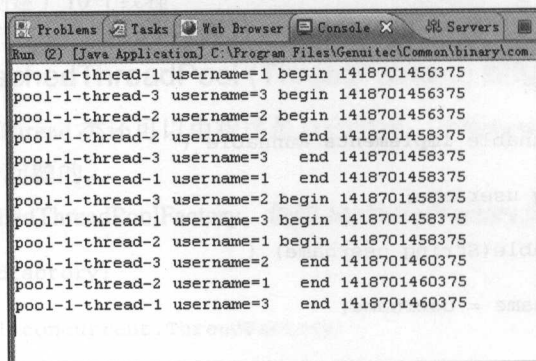 Problems Tasks Web Browser Console Servers
Run (2) [Java Application] C:\Program Files\Genuitec\Common\binary\com.
pool-1-thread-1 username=1 begin 1418701456375
pool-1-thread-3 username=3 begin 1418701456375
pool-1-thread-2 username=2 begin 1418701456375
pool-1-thread-2 username=2 end 1418701458375
pool-1-thread-3 username=3 end 1418701458375
pool-1-thread-1 username=1 end 1418701458375
pool-1-thread-3 username=2 begin 1418701458375
pool-1-thread-1 username=3 begin 1418701458375
pool-1-thread-2 username=1 begin 1418701458375
pool-1-thread-3 username=2 end 1418701460375
pool-1-thread-2 username=1 end 1418701460375
pool-1-thread-1 username=3 end 1418701460375